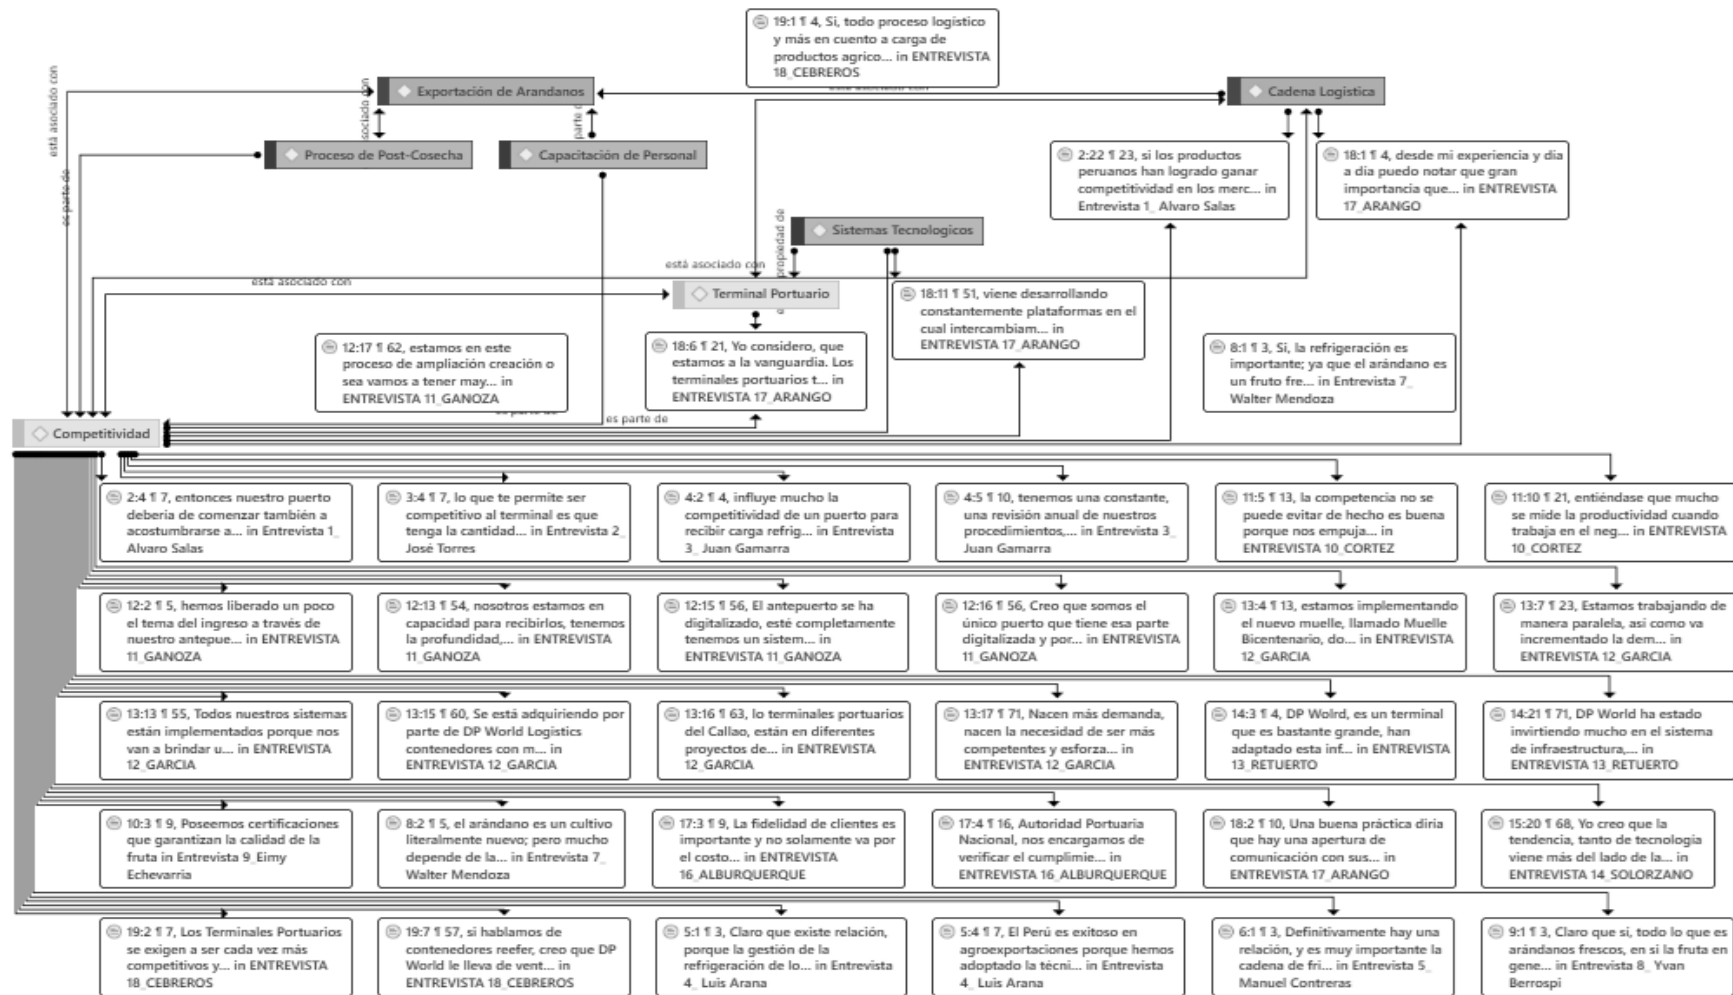 19:1 ¶ 4, Si, todo proceso logístico
y más en cuento a carga de
productos agrico... in ENTREVISTA
18_CEBREROS
Exportación de Arandanos
Cadena Logística
está asociado con
Proceso de Post-Cosecha
Capacitación de Personal
es parte de
2:22 ¶ 23, si los productos
peruanos han logrado ganar
competitividad en los merc... in
Entrevista 1_ Alvaro Salas
18:1 ¶ 4, desde mi experiencia y día
a día puedo notar que gran
importancia que... in ENTREVISTA
17_ARANGO
Sistemas Tecnologicos
propiedad de
está asociado con
está asociado con
Terminal Portuario
18:11 ¶ 51, viene desarrollando
constantemente plataformas en el
cual intercambiam... in
ENTREVISTA 17_ARANGO
12:17 ¶ 62, estamos en este
proceso de ampliación creación o
sea vamos a tener may... in
ENTREVISTA 11_GANOZA
18:6 ¶ 21, Yo considero, que
estamos a la vanguardia. Los
terminales portuarios t... in
ENTREVISTA 17_ARANGO
8:1 ¶ 3, Si, la refrigeración es
importante; ya que el arándano es
un fruto fre... in Entrevista 7_
Walter Mendoza
es parte de
Competitividad
2:4 ¶ 7, entonces nuestro puerto
debería de comenzar también a
acostumbrarse a... in Entrevista 1_
Alvaro Salas
3:4 ¶ 7, lo que te permite ser
competitivo al terminal es que
tenga la cantidad... in Entrevista 2_
José Torres
4:2 ¶ 4, influye mucho la
competitividad de un puerto para
recibir carga refrig... in Entrevista
3_ Juan Gamarra
4:5 ¶ 10, tenemos una constante,
una revisión anual de nuestros
procedimientos,... in Entrevista 3_
Juan Gamarra
11:5 ¶ 13, la competencia no se
puede evitar de hecho es buena
porque nos empuja... in
ENTREVISTA 10_CORTEZ
11:10 ¶ 21, entiéndase que mucho
se mide la productividad cuando
trabaja en el neg... in ENTREVISTA
10_CORTEZ
12:2 ¶ 5, hemos liberado un poco
el tema del ingreso a través de
nuestro antepue... in ENTREVISTA
11_GANOZA
12:13 ¶ 54, nosotros estamos en
capacidad para recibirlos, tenemos
la profundidad,... in ENTREVISTA
11_GANOZA
12:15 ¶ 56, El antepuerto se ha
digitalizado, esté completamente
tenemos un sistem... in
ENTREVISTA 11_GANOZA
12:16 ¶ 56, Creo que somos el
único puerto que tiene esa parte
digitalizada y por... in ENTREVISTA
11_GANOZA
13:4 ¶ 13, estamos implementando
el nuevo muelle, llamado Muelle
Bicentenario, do... in ENTREVISTA
12_GARCIA
13:7 ¶ 23, Estamos trabajando de
manera paralela, así como va
incrementado la dem... in
ENTREVISTA 12_GARCIA
13:13 ¶ 55, Todos nuestros sistemas
están implementados porque nos
van a brindar u... in ENTREVISTA
12_GARCIA
13:15 ¶ 60, Se está adquiriendo por
parte de DP World Logistics
contenedores con m... in
ENTREVISTA 12_GARCIA
13:16 ¶ 63, lo terminales portuarios
del Callao, están en diferentes
proyectos de... in ENTREVISTA
12_GARCIA
13:17 ¶ 71, Nacen más demanda,
nacen la necesidad de ser más
competentes y esforza... in
ENTREVISTA 12_GARCIA
14:3 ¶ 4, DP Wolrd, es un terminal
que es bastante grande, han
adaptado esta inf... in ENTREVISTA
13_RETUERTO
14:21 ¶ 71, DP World ha estado
invirtiendo mucho en el sistema
de infraestructura,... in
ENTREVISTA 13_RETUERTO
10:3 ¶ 9, Poseemos certificaciones
que garantizan la calidad de la
fruta in Entrevista 9_Eimy
Echevarria
8:2 ¶ 5, el arándano es un cultivo
literalmente nuevo; pero mucho
depende de la... in Entrevista 7_
Walter Mendoza
17:3 ¶ 9, La fidelidad de clientes es
importante y no solamente va por
el costo... in ENTREVISTA
16_ALBURQUERQUE
17:4 ¶ 16, Autoridad Portuaria
Nacional, nos encargamos de
verificar el cumplimie... in
ENTREVISTA 16_ALBURQUERQUE
18:2 ¶ 10, Una buena práctica diría
que hay una apertura de
comunicación con sus... in
ENTREVISTA 17_ARANGO
15:20 ¶ 68, Yo creo que la
tendencia, tanto de tecnología
viene más del lado de la... in
ENTREVISTA 14_SOLORZANO
19:2 ¶ 7, Los Terminales Portuarios
se exigen a ser cada vez más
competitivos y... in ENTREVISTA
18_CEBREROS
19:7 ¶ 57, si hablamos de
contenedores reefer, creo que DP
World le lleva de vent... in
ENTREVISTA 18_CEBREROS
5:1 ¶ 3, Claro que existe relación,
porque la gestión de la
refrigeración de lo... in Entrevista
4_ Luis Arana
5:4 ¶ 7, El Perú es exitoso en
agroexportaciones porque hemos
adoptado la técni... in Entrevista
4_ Luis Arana
6:1 ¶ 3, Definitivamente hay una
relación, y es muy importante la
cadena de fri... in Entrevista 5_
Manuel Contreras
9:1 ¶ 3, Claro que sí, todo lo que es
arándanos frescos, en si la fruta en
gene... in Entrevista 8_ Yvan
Berrospi